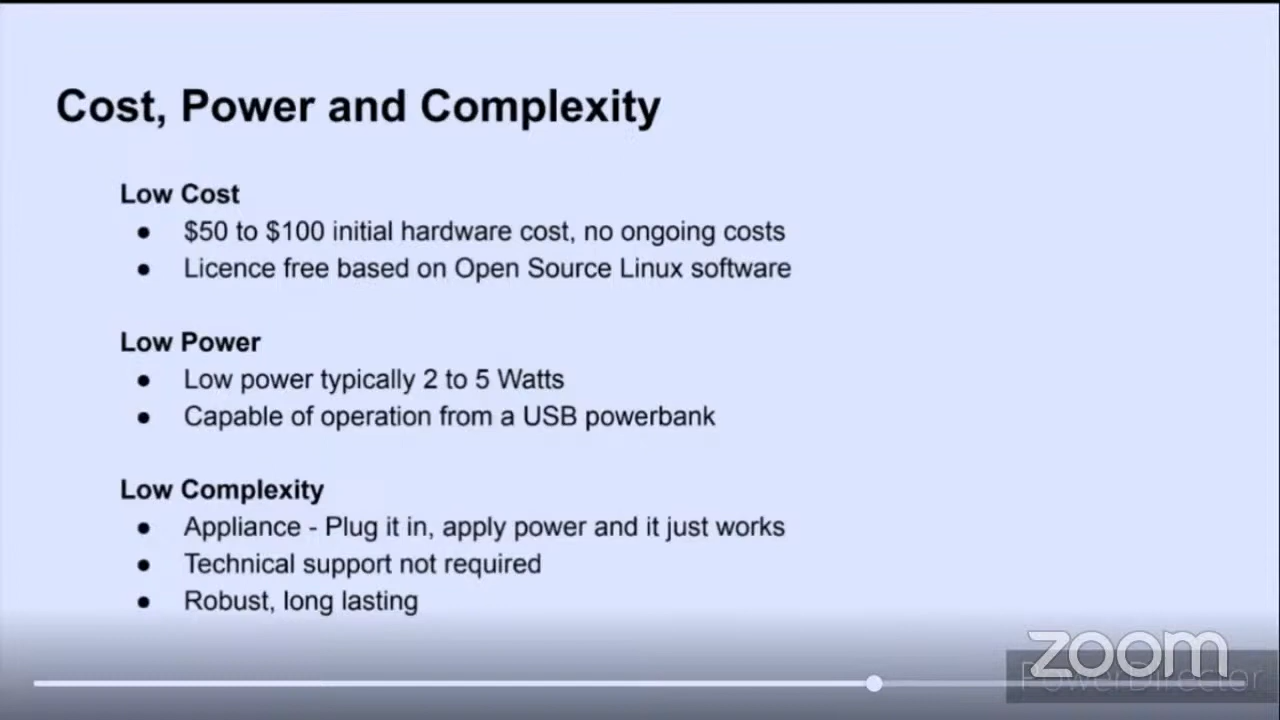 Cost, Power and Complexity
Low Cost
● $50 to $100 initial hardware cost, no ongoing costs
● Licence free based on Open Source Linux software
Low Power
● Low power typically 2 to 5 Watts
● Capable of operation from a USB powerbank
Low Complexity
● Appliance - Plug it in, apply power and it just works
● Technical support not required
● Robust, long lasting
zoom
PowerDirector